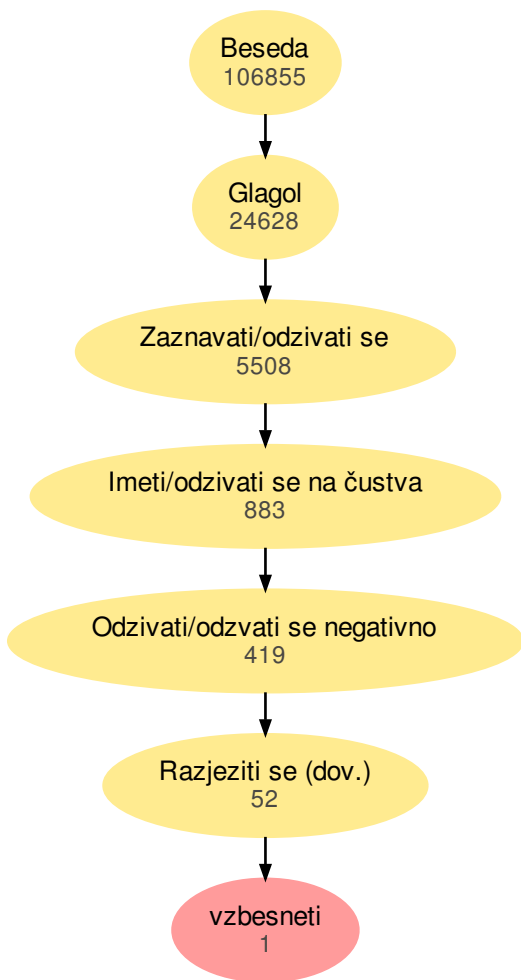 Beseda
106855
Glagol
24628
Zaznavati/odzivati se
5508
Imeti/odzivati se na čustva
883
Odzivati/odzvati se negativno
419
Razjeziti se (dov.)
52
vzbesneti
1